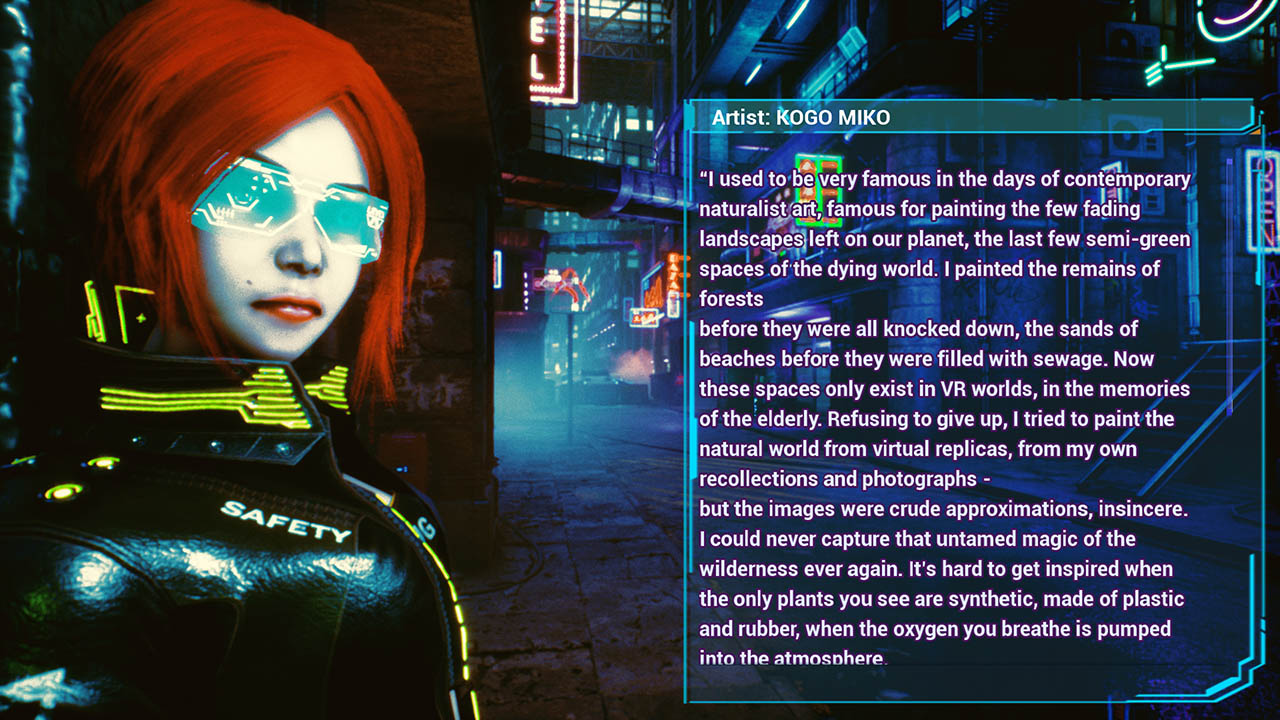 EL
Artist: KOGO MIKO
“I used to be very famous in the days of contemporary
naturalist art, famous for painting the few fading
landscapes left on our planet, the last few semi-green
spaces of the dying world. I painted the remains of
forests
before they were all knocked down, the sands of
beaches before they were filled with sewage. Now
these spaces only exist in VR worlds, in the memories
of the elderly. Refusing to give up, I tried to paint the
natural world from virtual replicas, from my own
recollections and photographs -
but the images were crude approximations, insincere.
I could never capture that untamed magic of the
wilderness ever again. It's hard to get inspired when
the only plants you see are synthetic, made of plastic
and rubber, when the oxygen you breathe is pumped
into the atmosphere.
SAFETY